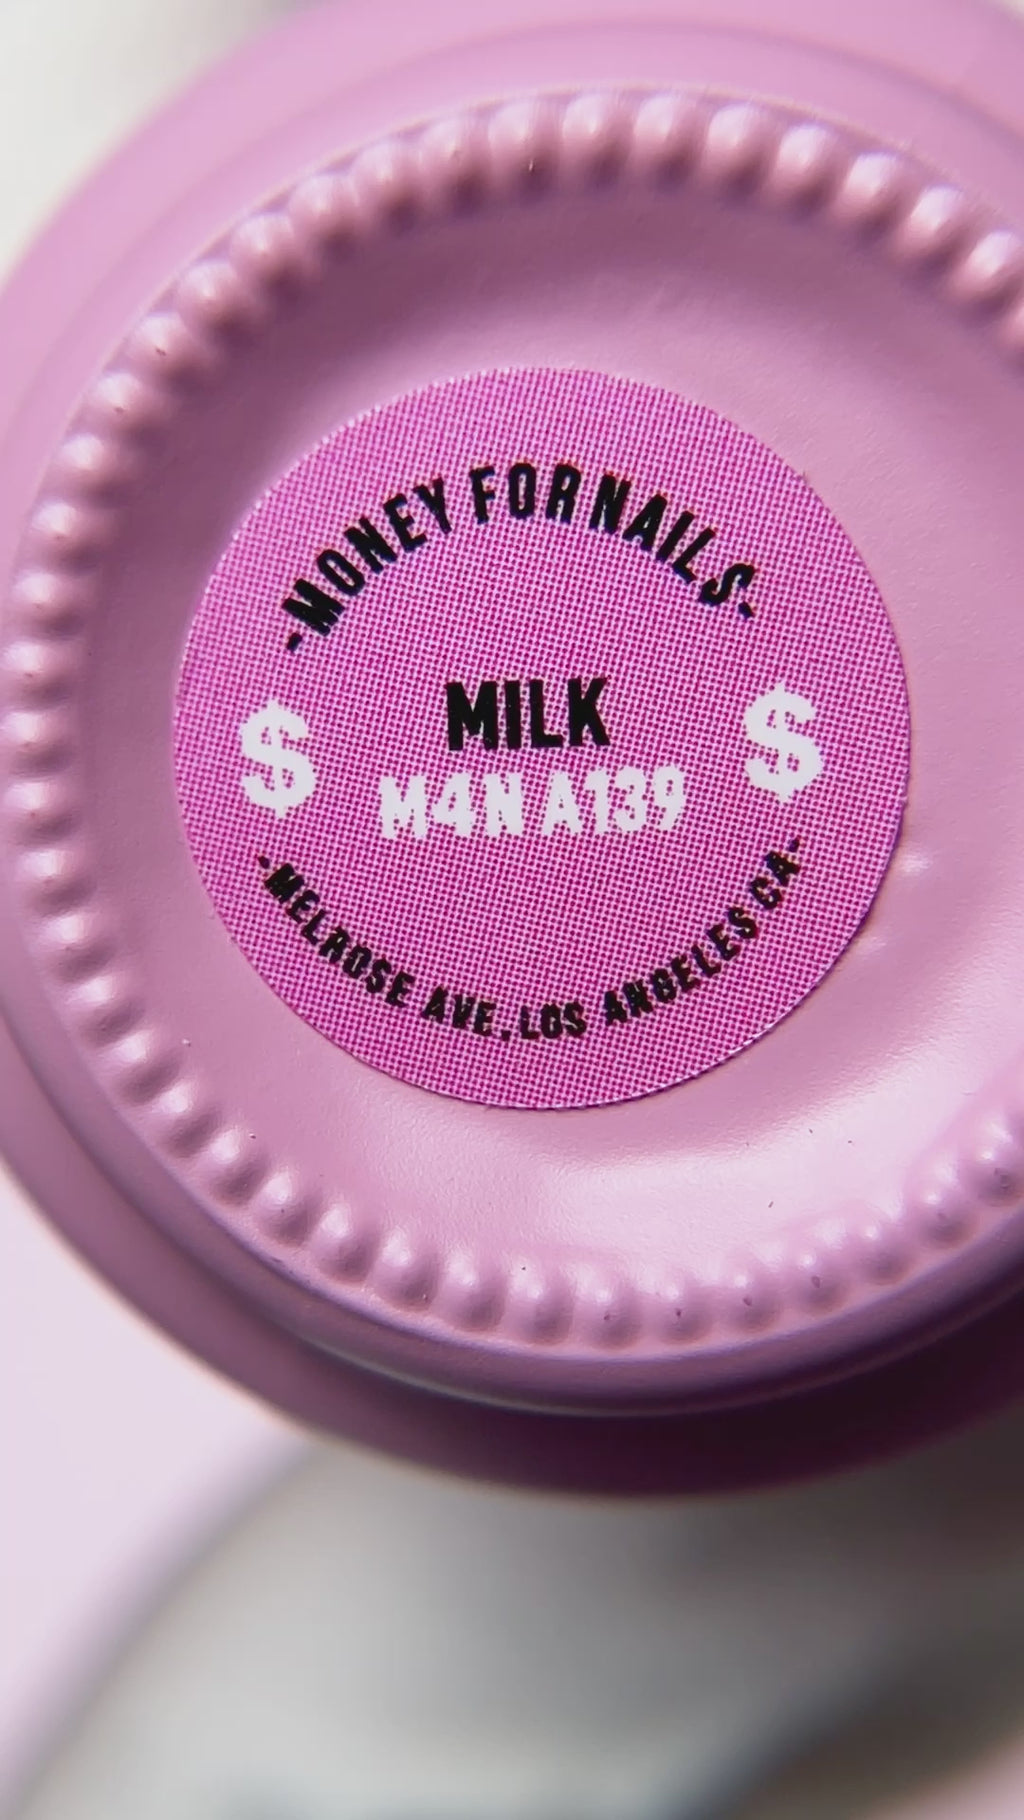 -MONEY FOR NAILS-
MILK
$ $
M4N A139
-MELROSE AVE, LOS ANGELES CA-